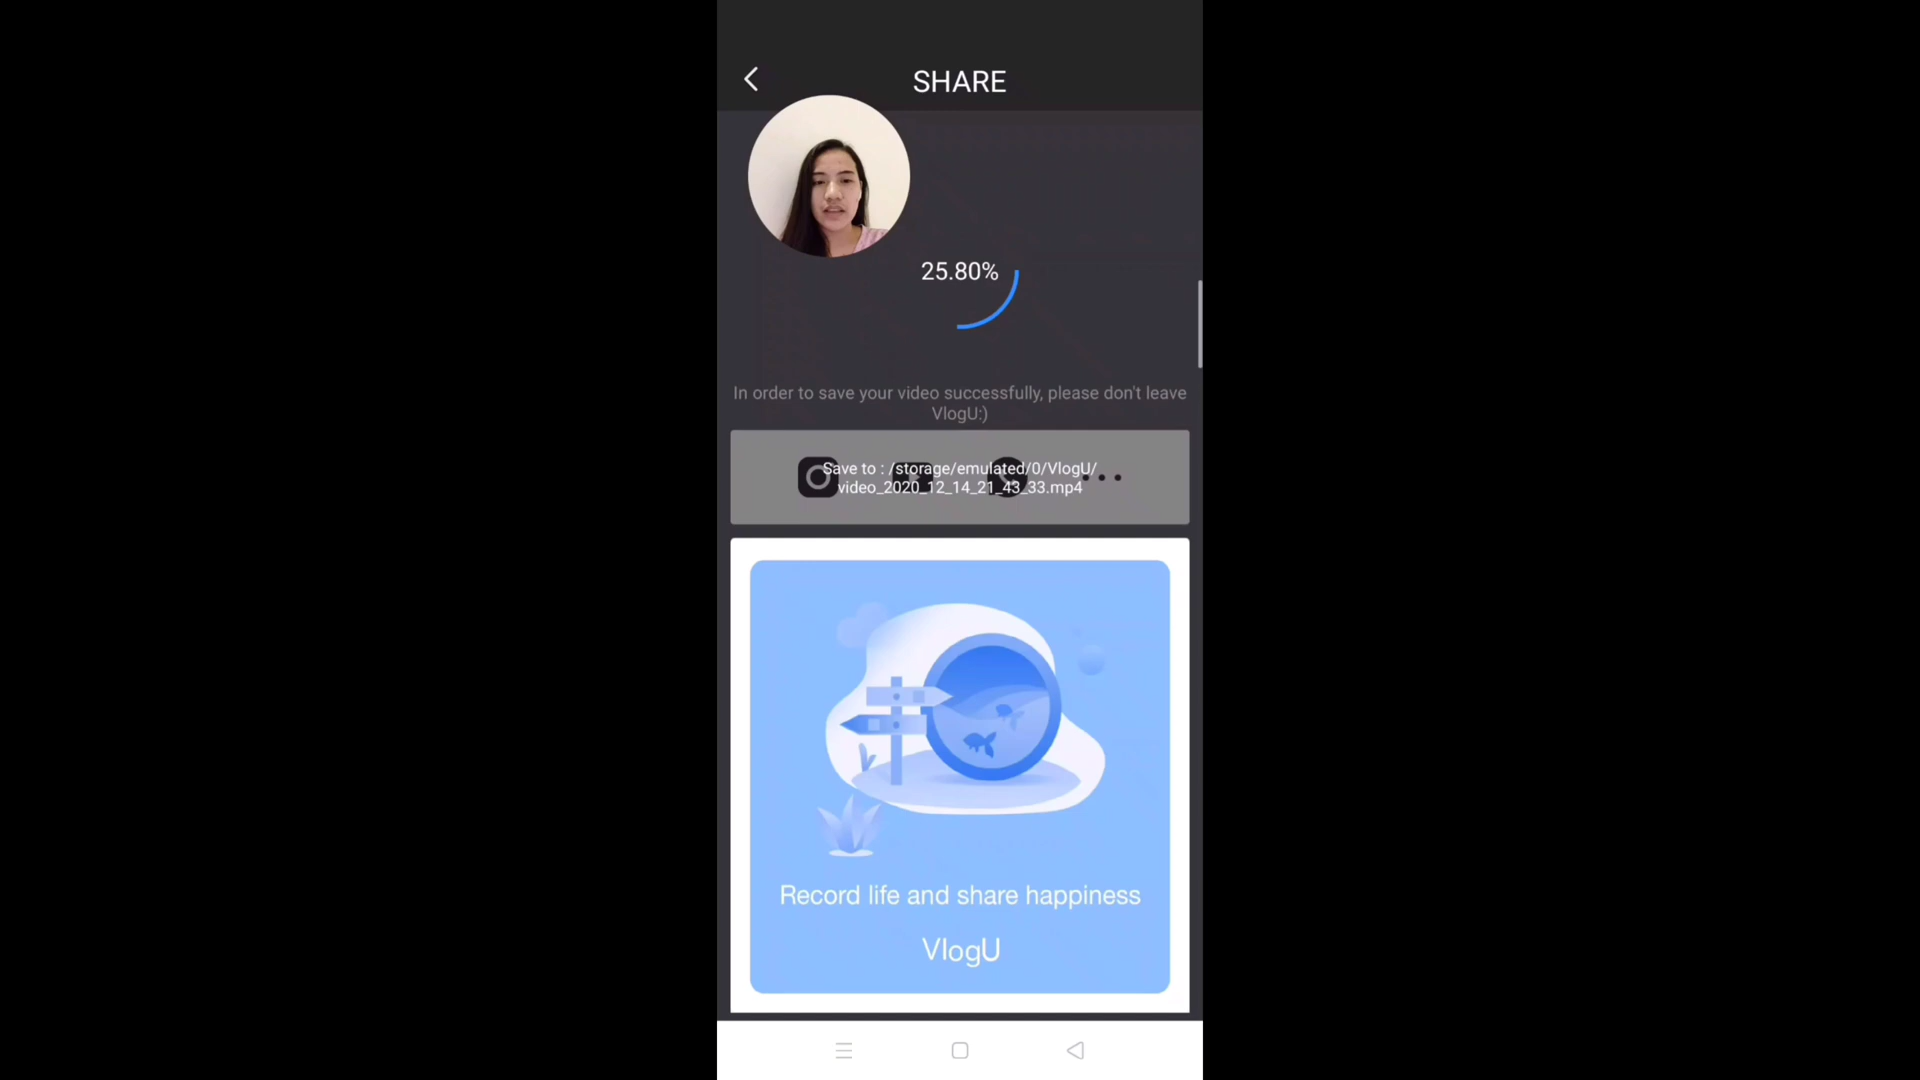 SHARE
25.80%
In order to save your video successfully, please don't leave
VlogU:)
Save to : /storage/emulated/0/VlogU/
video_2020_12_14_21_43_33.mp4
Record life and share happiness
VlogU